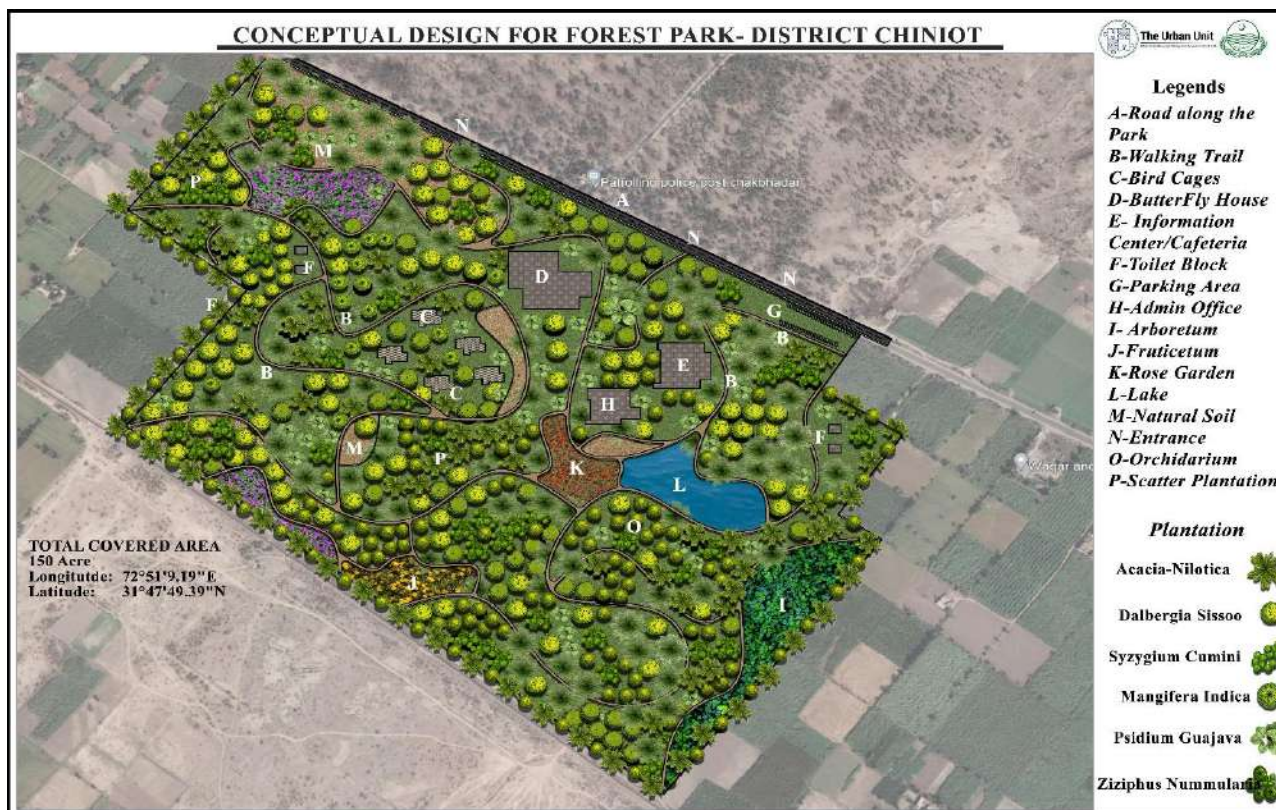 CONCEPTUAL DESIGN FOR FOREST PARK- DISTRICT CHINIOT
The Urban Unit
Legends
A-Road along the
Park
B-Walking Trail
C-Bird Cages
D-ButterFly House
E- Information
Center/Cafeteria
F-Toilet Block
G-Parking Area
H-Admin Office
I- Arboretum
J-Fruticetum
K-Rose Garden
L-Lake
M-Natural Soil
N-Entrance
O-Orchidarium
P-Scatter Plantation
Plantation
Acacia-Nilotica
Dalbergia Sissoo
Syzygium Cumini
Mangifera Indica
Psidium Guajava
Ziziphus Nummularia
N
M
Patrolling police post chakbhadar
P
A
N
D
N
F
G
F
B
C
B
E
B
B
C
H
F
M
P
K
L
Waqar and
O
TOTAL COVERED AREA
150 Acre
Longitutde: 72°51'9.19"E
Latitude: 31°47'49.39"N
I